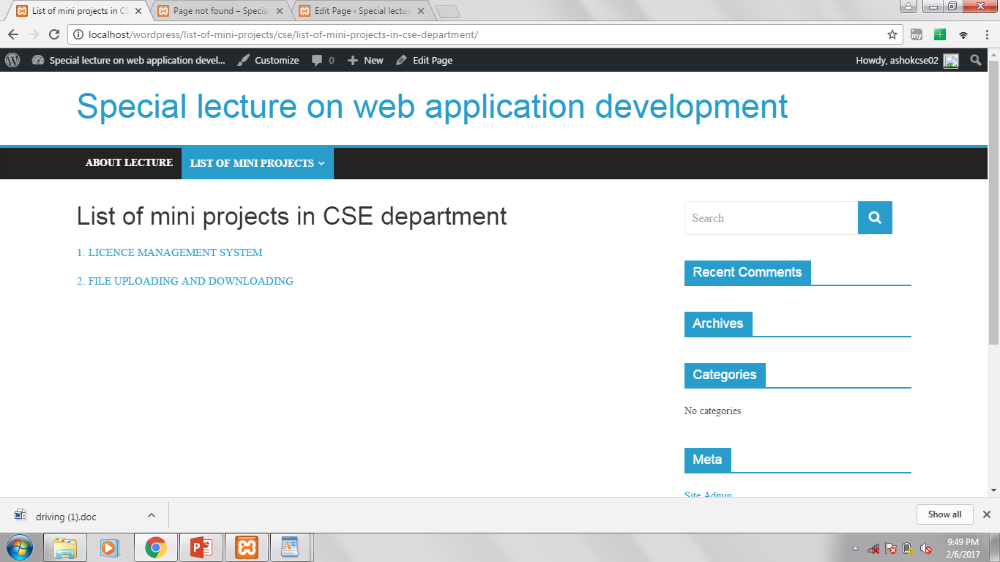 List of mini projects in CS
Page not found – Special
Edit Page ‹ Special lectur
localhost/wordpress/list-of-mini-projects/cse/list-of-mini-projects-in-cse-department/
my
Special lecture on web application devel... Customize 0 New Edit Page Howdy, ashokcse02
Special lecture on web application development
ABOUT LECTURE LIST OF MINI PROJECTS
List of mini projects in CSE department
1. LICENCE MANAGEMENT SYSTEM
2. FILE UPLOADING AND DOWNLOADING
Search
Recent Comments
Archives
Categories
No categories
Meta
Site Admin
driving (1).doc
Show all
9:49 PM
2/6/2017